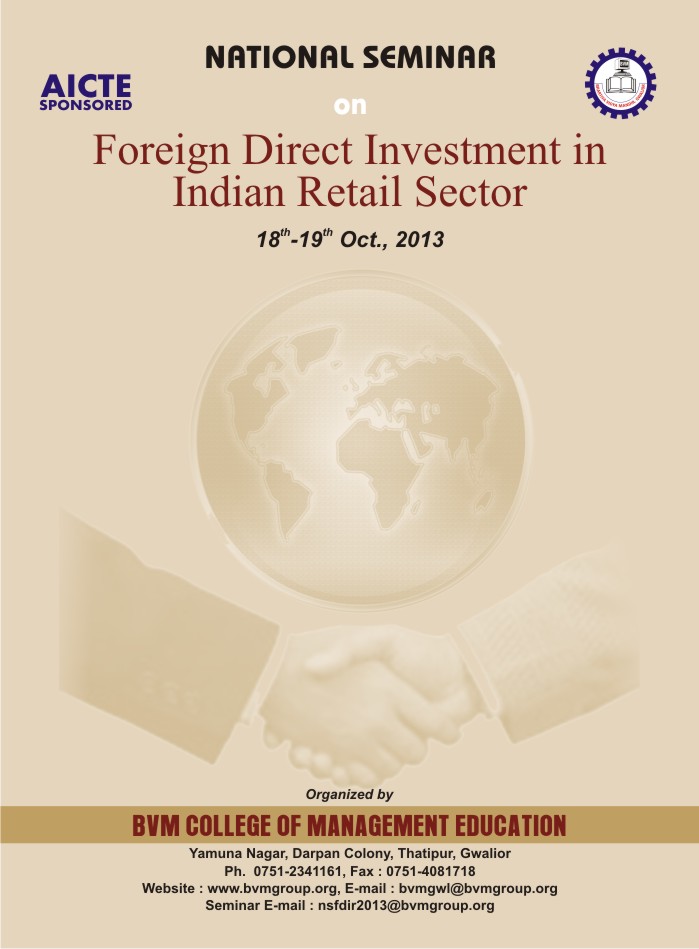 NATIONAL SEMINAR
AICTE
SPONSORED
on
Foreign Direct Investment in
Indian Retail Sector
18th-19th Oct., 2013
Organized by
BVM COLLEGE OF MANAGEMENT EDUCATION
Yamuna Nagar, Darpan Colony, Thatipur, Gwalior
Ph. 0751-2341161, Fax : 0751-4081718
Website : www.bvmgroup.org, E-mail : bvmgwl@bvmgroup.org
Seminar E-mail : nsfdir2013@bvmgroup.org